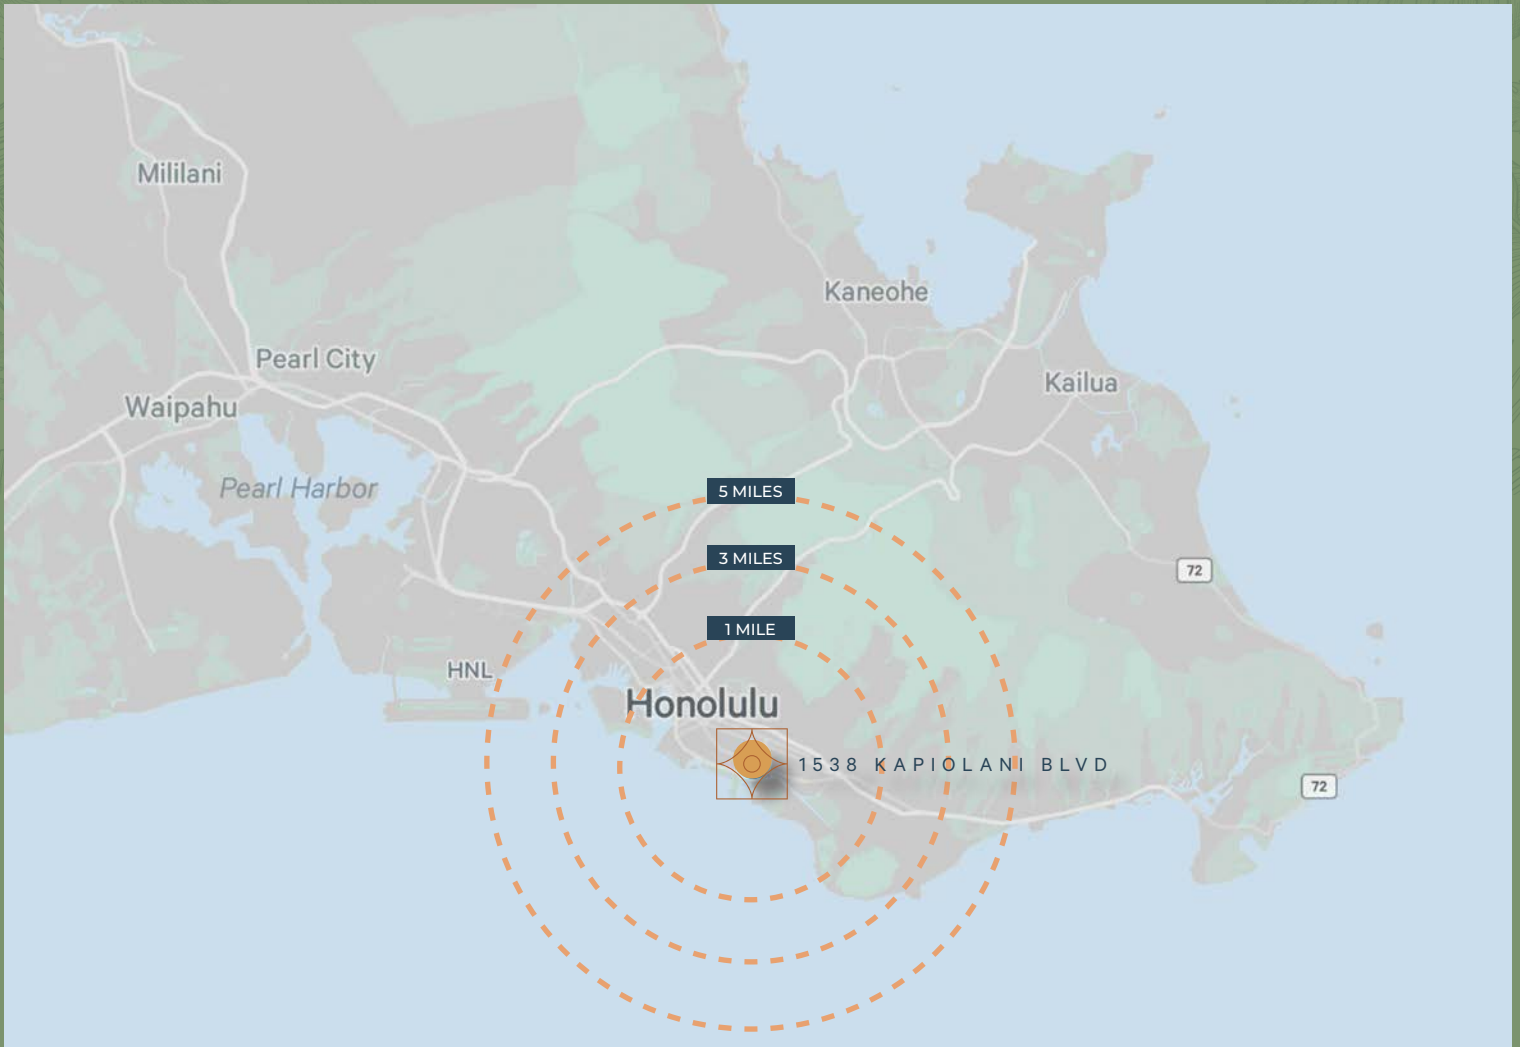 Mililani
Kaneohe
Pearl City
Kailua
Waipahu
Pearl Harbor
5 MILES
3 MILES
72
1 MILE
HNL
Honolulu
1538 KAPIOLANI BLVD
72